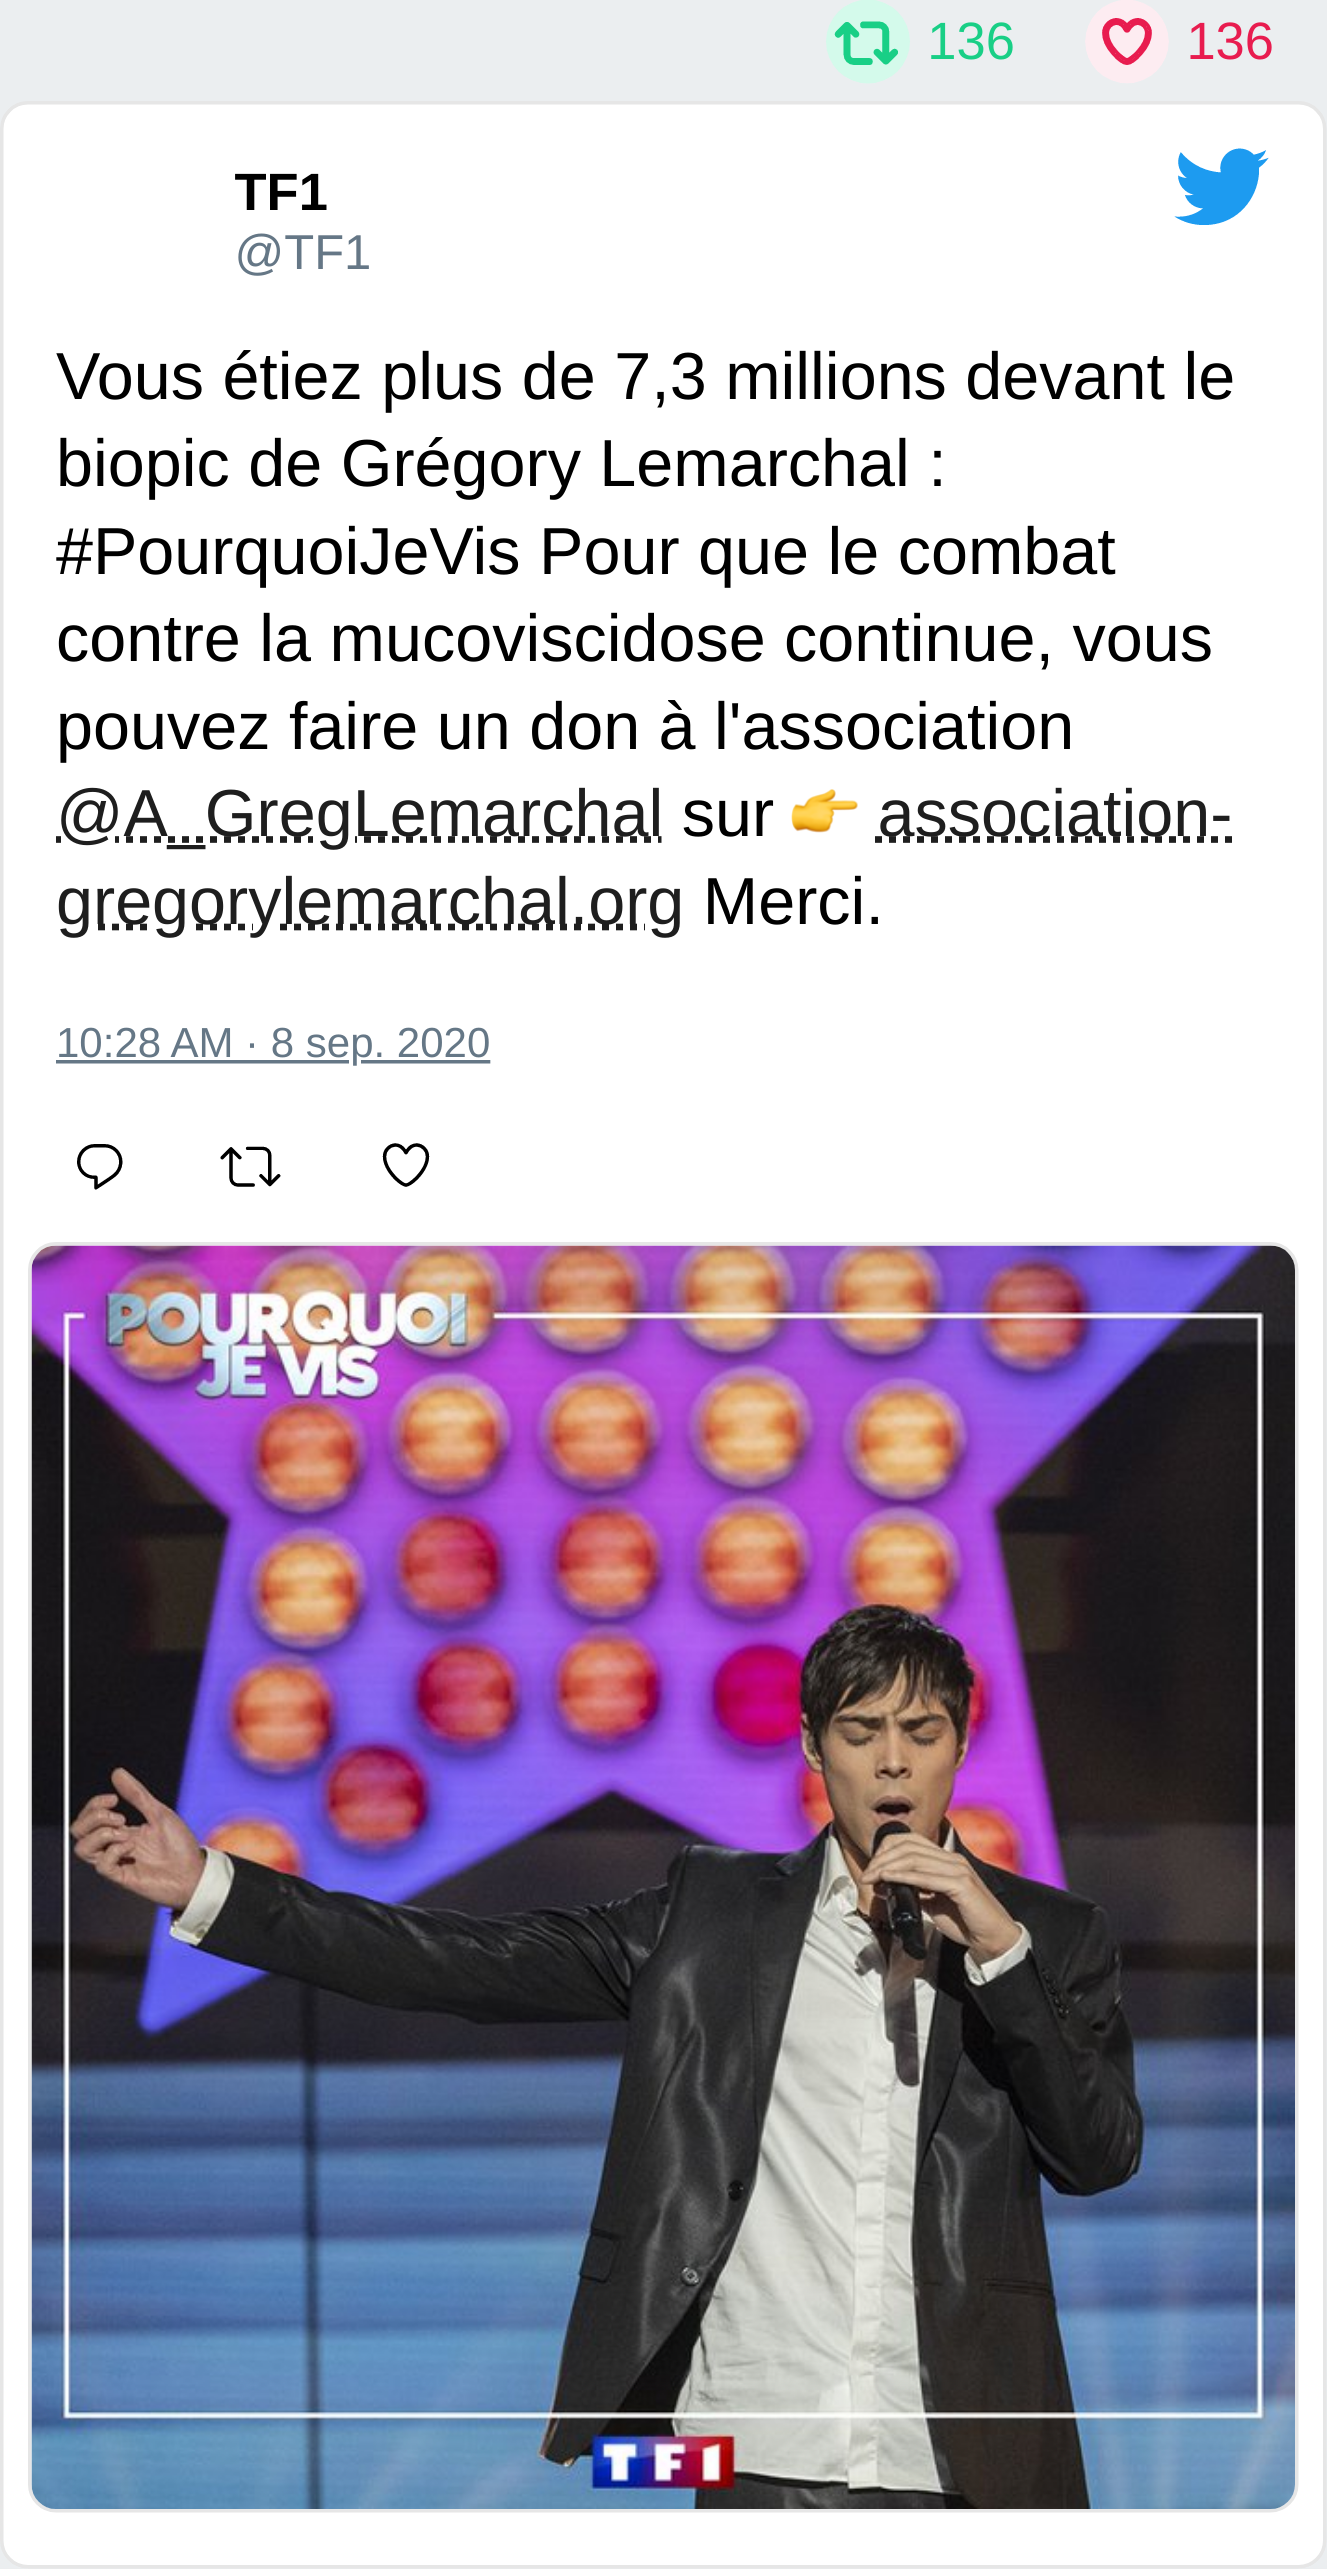 136 136
TF1
@TF1
Vous étiez plus de 7,3 millions devant le
biopic de Grégory Lemarchal :
#PourquoiJeVis Pour que le combat
contre la mucoviscidose continue, vous
pouvez faire un don à l'association
@A_GregLemarchal sur 👉 association-
gregorylemarchal.org Merci.
10:28 AM · 8 sep. 2020
POURQUOI
JE VIS
TF1